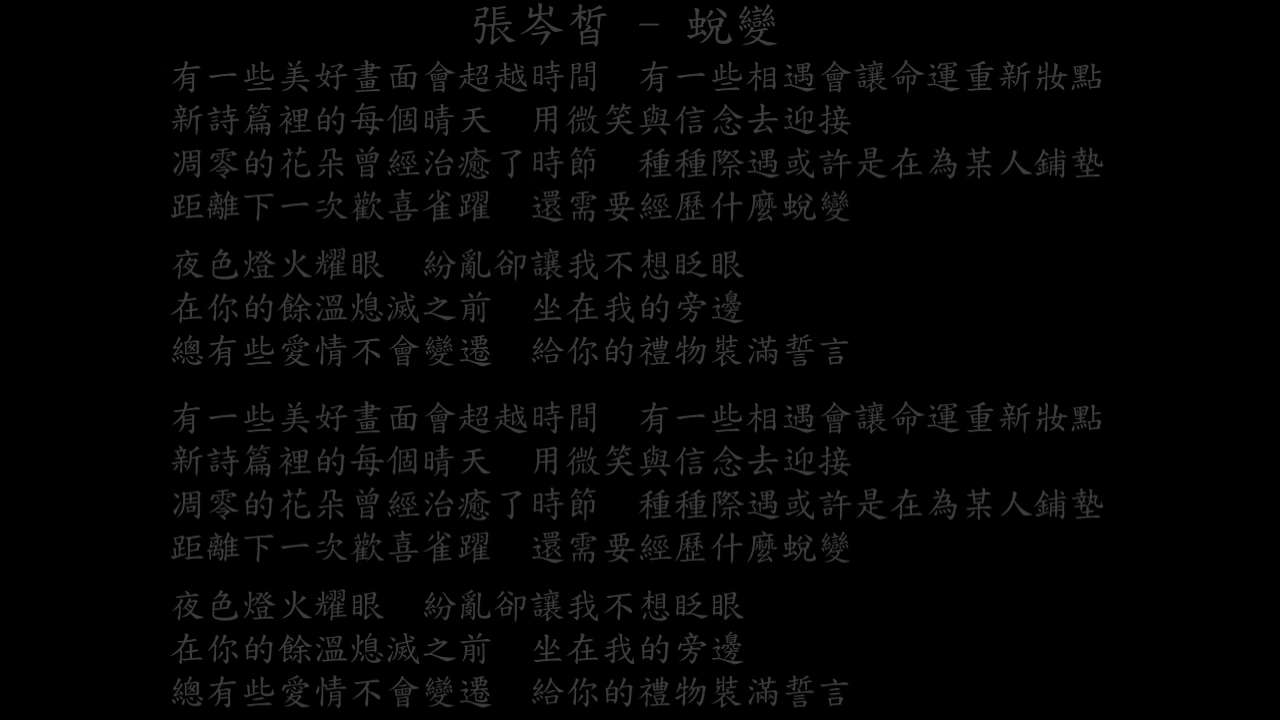 張岑皙 - 蛻變
有一些美好畫面會超越時間　有一些相遇會讓命運重新妝點
新詩篇裡的每個晴天　用微笑與信念去迎接
凋零的花朵曾經治癒了時節　種種際遇或許是在為某人鋪墊
距離下一次歡喜雀躍　還需要經歷什麼蛻變
夜色燈火耀眼　紛亂卻讓我不想眨眼
在你的餘溫熄滅之前　坐在我的旁邊
總有些愛情不會變遷　給你的禮物裝滿誓言
有一些美好畫面會超越時間　有一些相遇會讓命運重新妝點
新詩篇裡的每個晴天　用微笑與信念去迎接
凋零的花朵曾經治癒了時節　種種際遇或許是在為某人鋪墊
距離下一次歡喜雀躍　還需要經歷什麼蛻變
夜色燈火耀眼　紛亂卻讓我不想眨眼
在你的餘溫熄滅之前　坐在我的旁邊
總有些愛情不會變遷　給你的禮物裝滿誓言